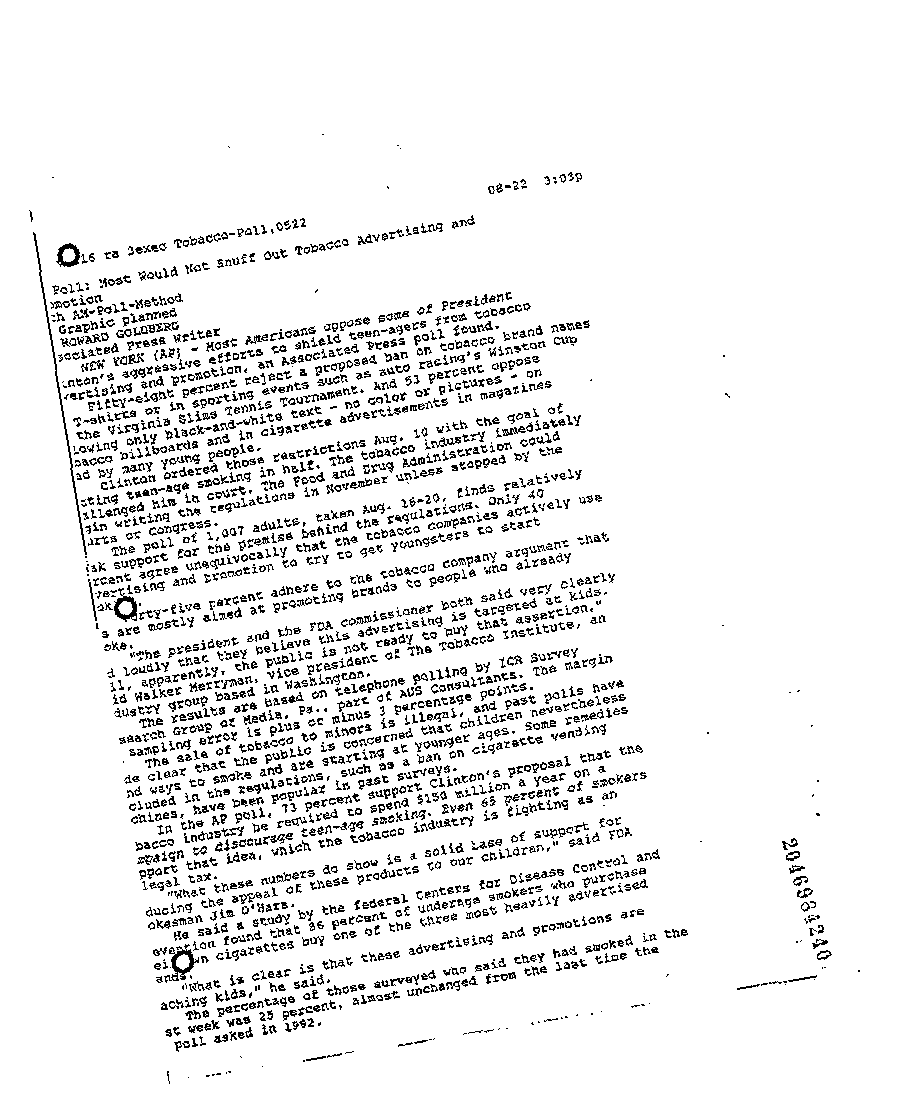 08-22 3:03p
16 ra Jexec Tobacco-Poll,0522
Poll: Most Would Not Snuff Out Tobacco Advertising and
motion
th AM-Poll-Method
Graphic planned
HOWARD GOLDBERG
sociated Press Writer
NEW YORK (AP) - Most Americans oppose some of President
inton's aggressive efforts to shield teen-agers from tobacco
vertising and promotion, an Associated Press poll found.
Fifty-eight percent reject a proposed ban on tobacco brand names
T-shirts or in sporting events such as auto racing's Winston Cup
the Virginia Slims Tennis Tournament. And 53 percent oppose
lowing only black-and-white text - no color or pictures - on
bacco billboards and in cigarette advertisements in magazines
ad by many young people.
Clinton ordered those restrictions Aug. 10 with the goal of
tting teen-age smoking in half. The tobacco industry immediately
allenged him in court. The Food and Drug Administration could
gin writing the regulations in November unless stopped by the
urts or Congress.
The poll of 1,007 adults, taken Aug. 16-20, finds relatively
ak support for the premise behind the regulations. Only 40
rcent agree unequivocally that the tobacco companies actively use
vertising and promotion to try to get youngsters to start
ok
orty-five percent adhere to the tobacco company argument that
s are mostly aimed at promoting brands to people who already
oke.
"The president and the FDA commissioner both said very clearly
d loudly that they believe this advertising is targeted at kids.
il, apparently, the public is not ready to buy that assertion,"
id Walker Merryman, vice president of The Tobacco Institute, an
dustry group based in Washington.
The results are based on telephone polling by ICR Survey
search Group of Media, Pa., part of AUS Consultants. The margin
sampling error is plus or minus 3 percentage points.
The sale of tobacco to minors is illegal, and past polls have
de clear that the public is concerned that children nevertheless
nd ways to smoke and are starting at younger ages. Some remedies
cluded in the regulations, such as a ban on cigarette vending
chines, have been popular in past surveys.
In the AP poll, 73 percent support Clinton's proposal that the
bacco industry be required to spend $150 million a year on a
mpaign to discourage teen-age smoking. Even 65 percent of smokers
pport that idea, which the tobacco industry is fighting as an
legal tax.
"What these numbers do show is a solid base of support for
ducing the appeal of these products to our children," said FDA
okesman Jim O'Hara.
He said a study by the federal Centers for Disease Control and
evention found that 86 percent of underage smokers who purchase
ei wn cigarettes buy one of the three most heavily advertised
ands.
"What is clear is that these advertising and promotions are
aching kids," he said.
The percentage of those surveyed who said they had smoked in the
st week was 25 percent, almost unchanged from the last time the
poll asked in 1992.
2046984240